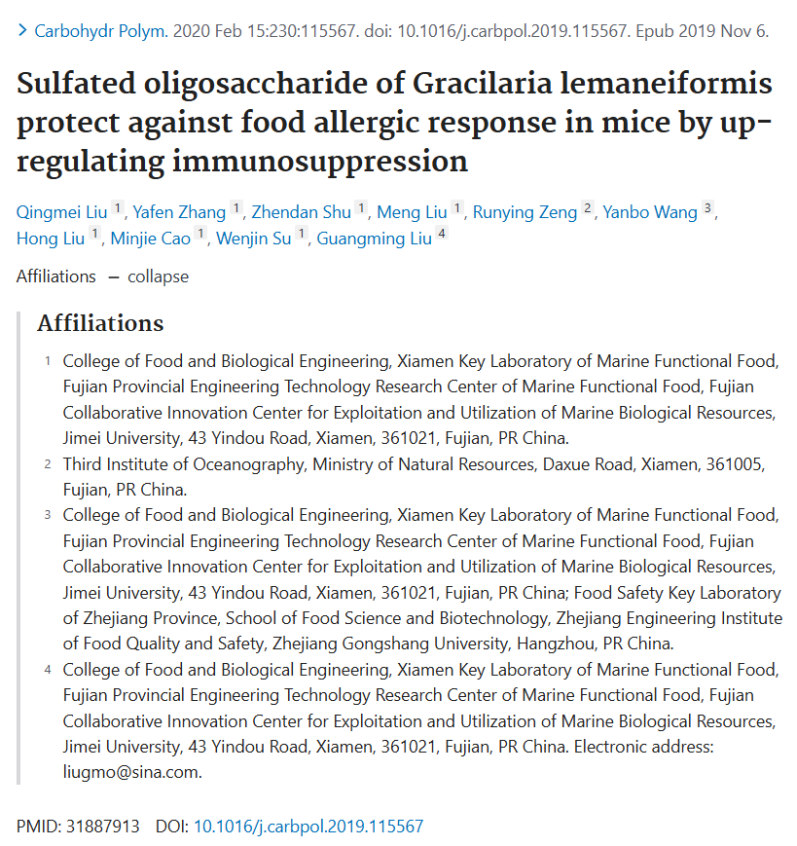 > Carbohydr Polym. 2020 Feb 15:230:115567. doi: 10.1016/j.carbpol.2019.115567. Epub 2019 Nov 6.
Sulfated oligosaccharide of Gracilaria lemaneiformis
protect against food allergic response in mice by up-
regulating immunosuppression
Qingmei Liu 1, Yafen Zhang 1, Zhendan Shu 1, Meng Liu 1, Runying Zeng 2, Yanbo Wang 3,
Hong Liu 1, Minjie Cao 1, Wenjin Su 1, Guangming Liu 4
Affiliations – collapse
Affiliations
1 College of Food and Biological Engineering, Xiamen Key Laboratory of Marine Functional Food,
Fujian Provincial Engineering Technology Research Center of Marine Functional Food, Fujian
Collaborative Innovation Center for Exploitation and Utilization of Marine Biological Resources,
Jimei University, 43 Yindou Road, Xiamen, 361021, Fujian, PR China.
2 Third Institute of Oceanography, Ministry of Natural Resources, Daxue Road, Xiamen, 361005,
Fujian, PR China.
3 College of Food and Biological Engineering, Xiamen Key Laboratory of Marine Functional Food,
Fujian Provincial Engineering Technology Research Center of Marine Functional Food, Fujian
Collaborative Innovation Center for Exploitation and Utilization of Marine Biological Resources,
Jimei University, 43 Yindou Road, Xiamen, 361021, Fujian, PR China; Food Safety Key Laboratory
of Zhejiang Province, School of Food Science and Biotechnology, Zhejiang Engineering Institute
of Food Quality and Safety, Zhejiang Gongshang University, Hangzhou, PR China.
4 College of Food and Biological Engineering, Xiamen Key Laboratory of Marine Functional Food,
Fujian Provincial Engineering Technology Research Center of Marine Functional Food, Fujian
Collaborative Innovation Center for Exploitation and Utilization of Marine Biological Resources,
Jimei University, 43 Yindou Road, Xiamen, 361021, Fujian, PR China. Electronic address:
liugmo@sina.com.
PMID: 31887913 DOI: 10.1016/j.carbpol.2019.115567